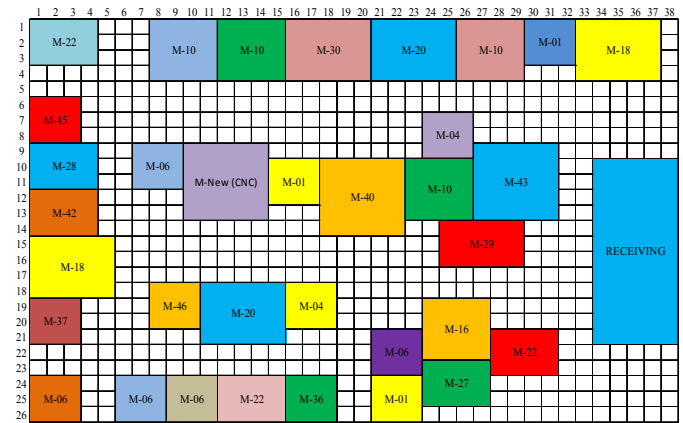 1 2 3 4 5 6 7 8 9 10 11 12 13 14 15 16 17 18 19 20 21 22 23 24 25 26 27 28 29 30 31 32 33 34 35 36 37 38
1
2 M-22 M-10 M-10 M-30 M-20 M-10 M-01 M-18
3
4
5
6
7 M-45 M-04
8
9
10 M-28 M-06 M-New (CNC) M-01 M-40 M-10 M-43
11
12
13 M-42
14
15 M-29 RECEIVING
16 M-18
17
18
19 M-46 M-20 M-04
20 M-37 M-16
21
22 M-06 M-22
23
24 M-27
25 M-06 M-06 M-06 M-22 M-36 M-01
26